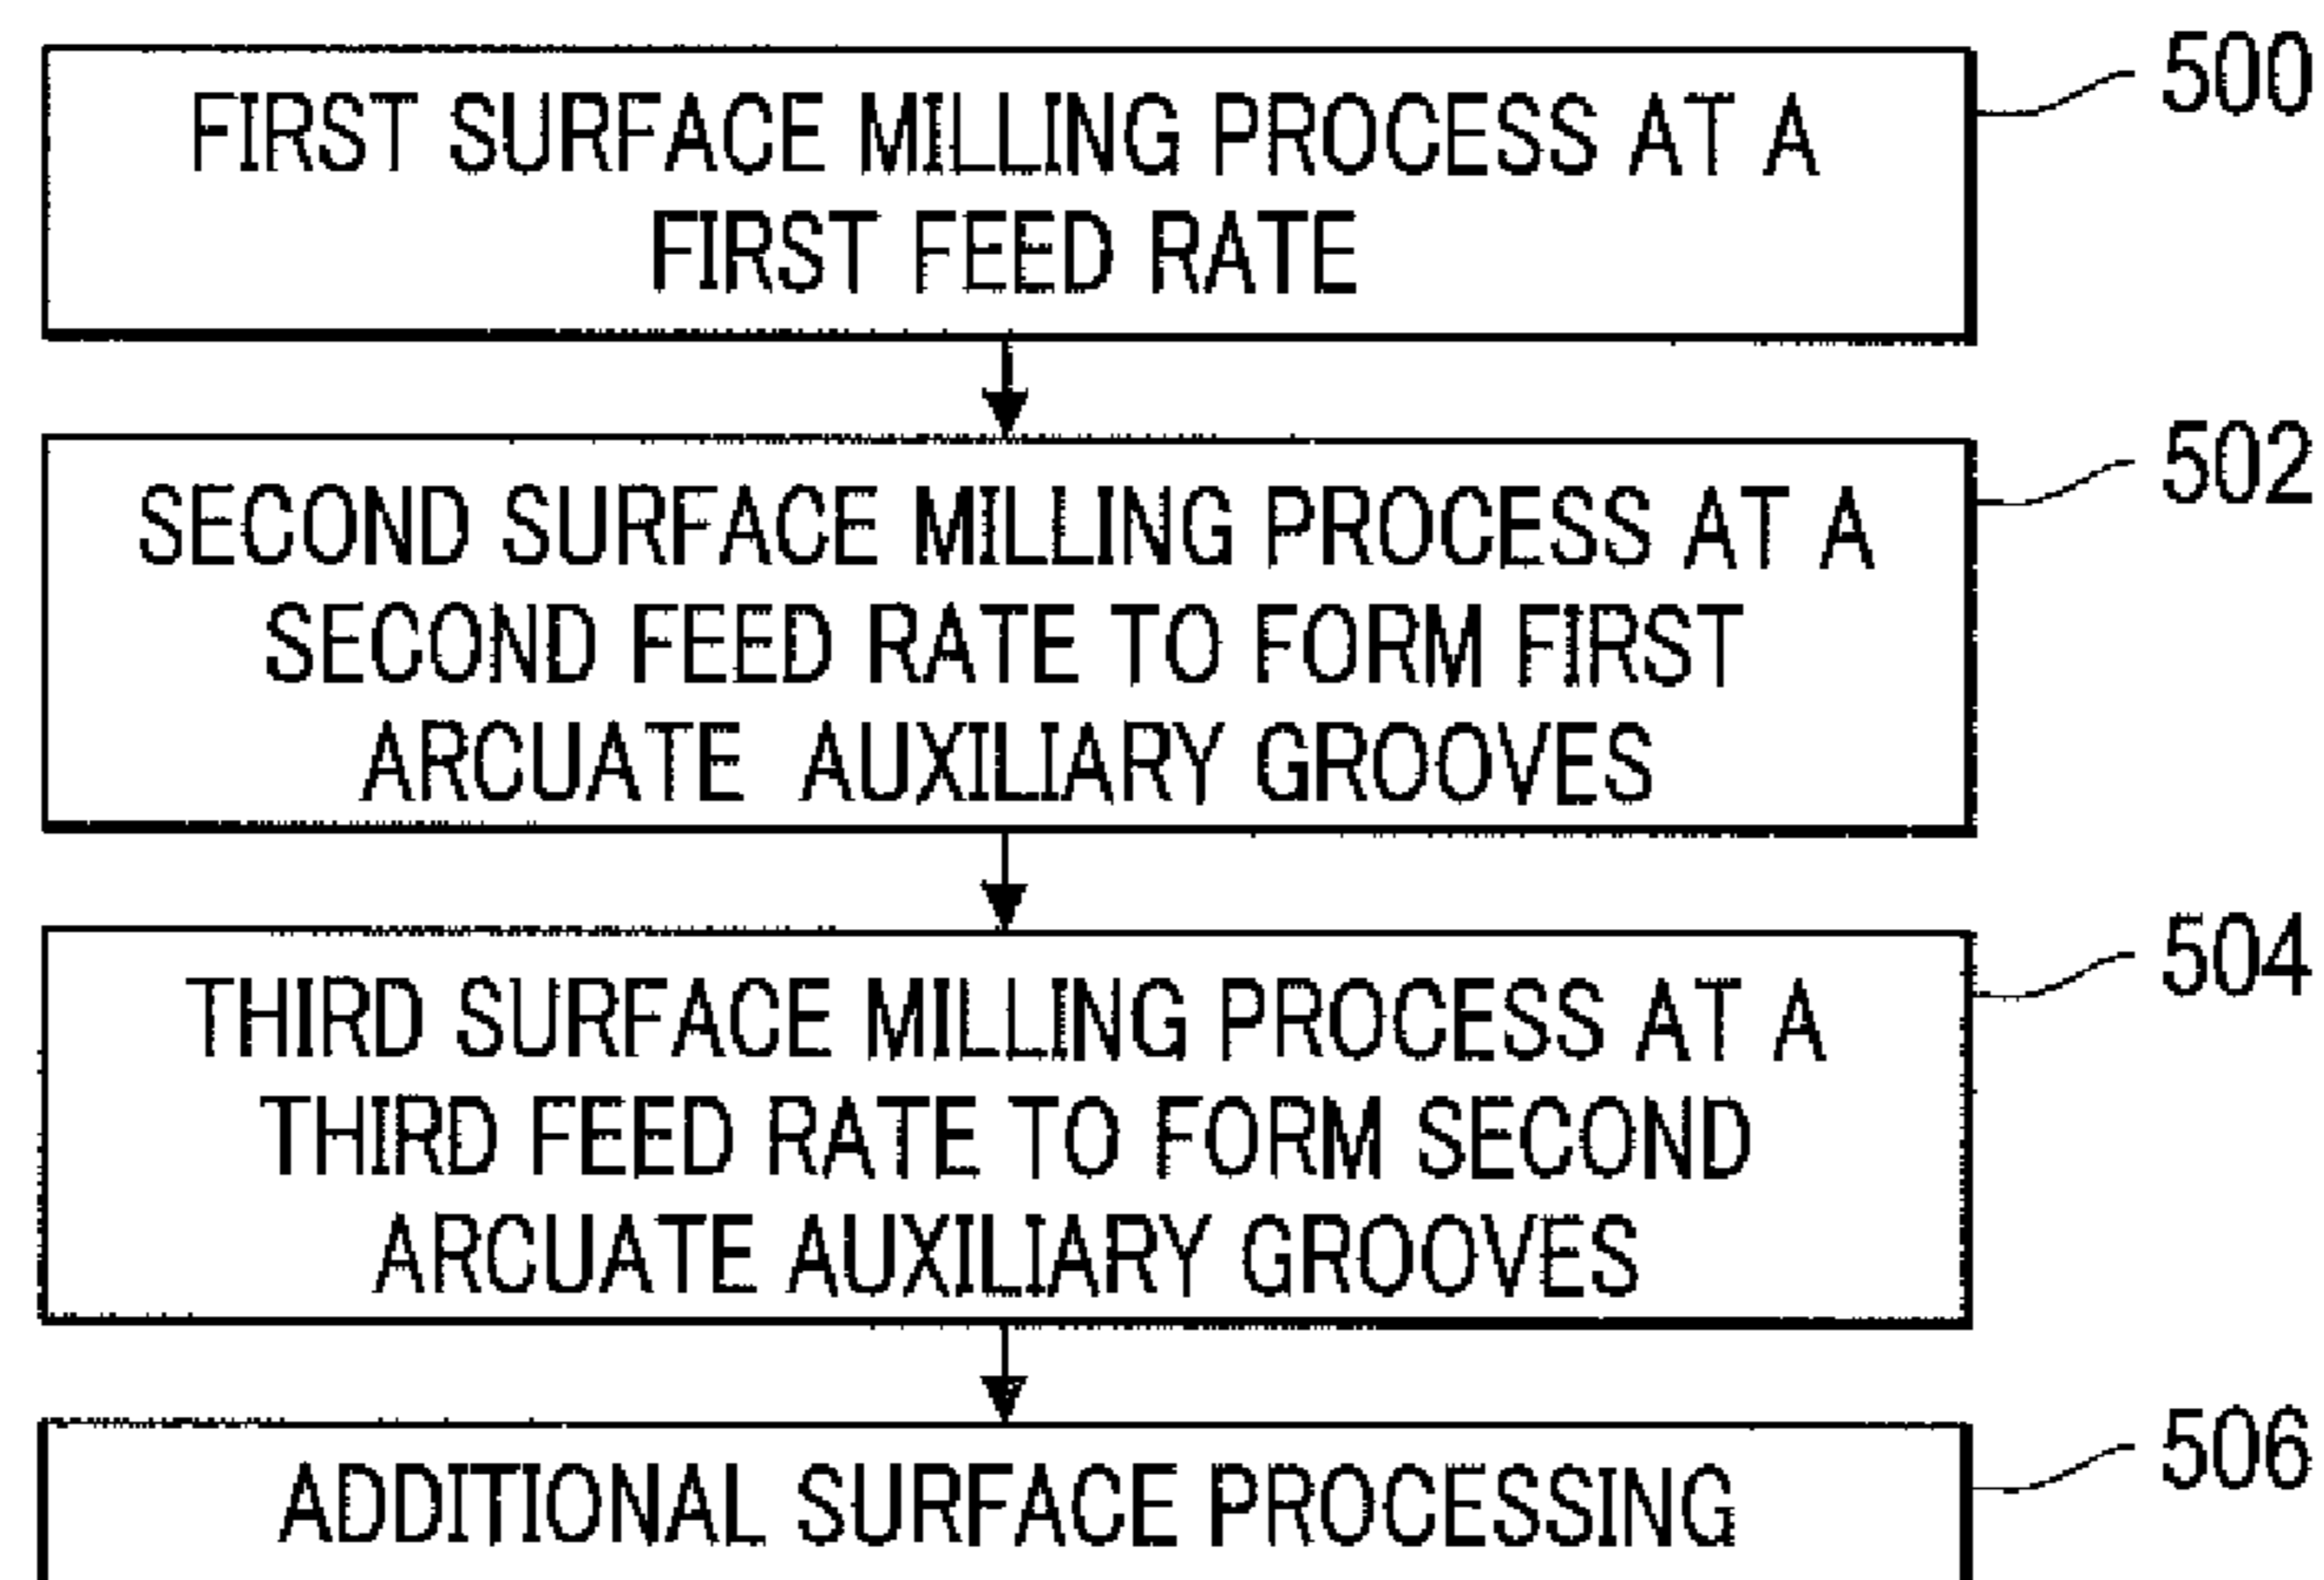 FIRST SURFACE MILLING PROCESS AT A
FIRST FEED RATE
500
SECOND SURFACE MILLING PROCESS AT A
SECOND FEED RATE TO FORM FIRST
ARCUATE AUXILIARY GROOVES
502
THIRD SURFACE MILLING PROCESS AT A
THIRD FEED RATE TO FORM SECOND
ARCUATE AUXILIARY GROOVES
504
ADDITIONAL SURFACE PROCESSING
506